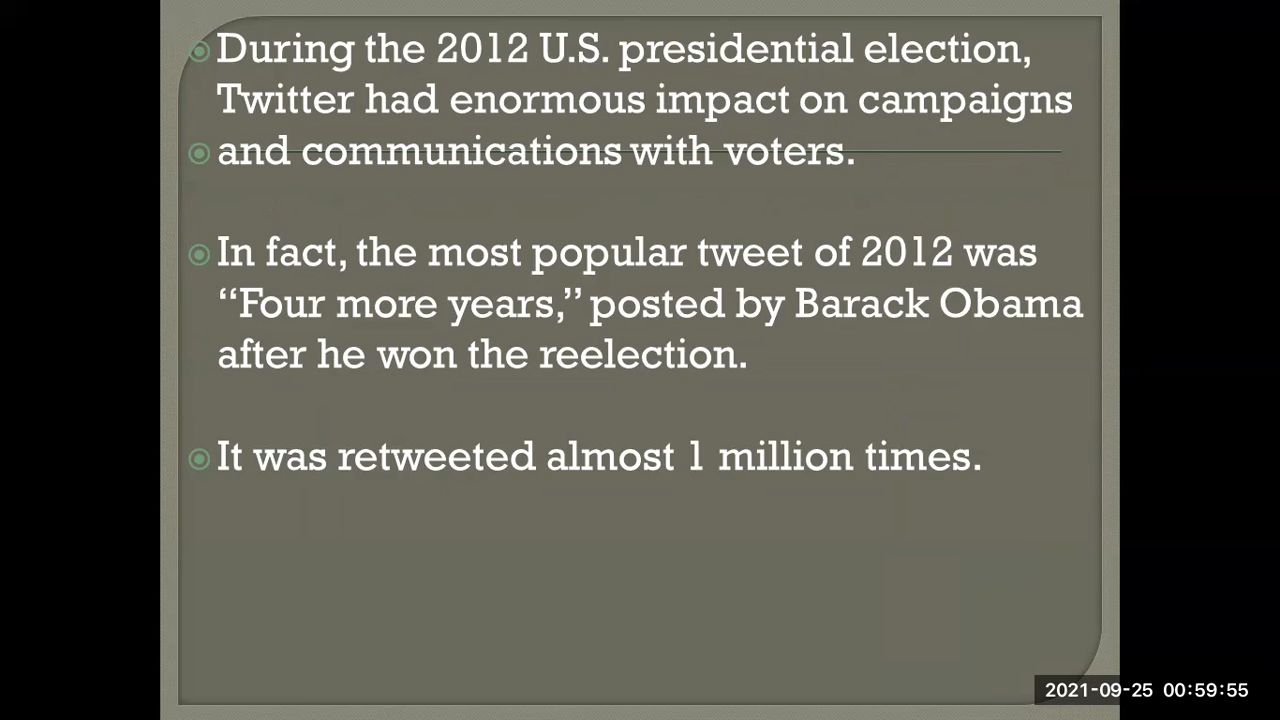 During the 2012 U.S. presidential election,
Twitter had enormous impact on campaigns
and communications with voters.
In fact, the most popular tweet of 2012 was
“Four more years,” posted by Barack Obama
after he won the reelection.
It was retweeted almost 1 million times.
2021-09-25 00:59:55